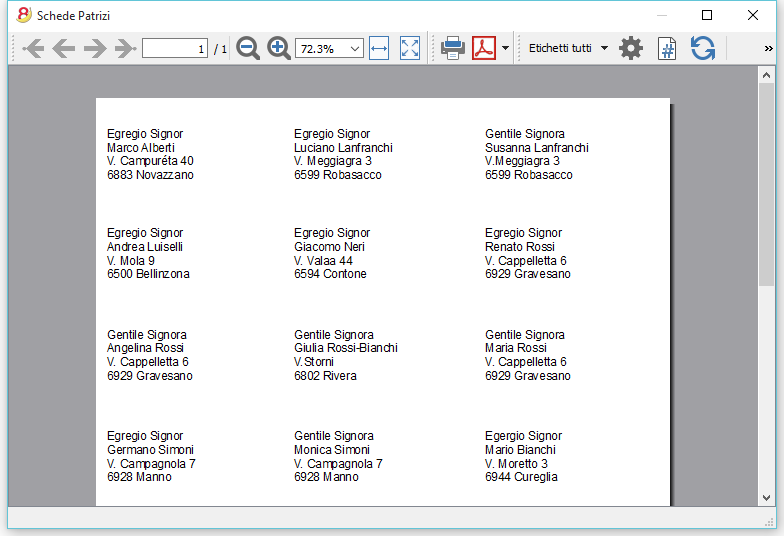 Schede Patrizi
1 / 1
72.3%
Etichetti tutti
#
»
Egregio Signor
Marco Alberti
V. Campuréta 40
6883 Novazzano
Egregio Signor
Luciano Lanfranchi
V. Meggiagra 3
6599 Robasacco
Gentile Signora
Susanna Lanfranchi
V.Meggiagra 3
6599 Robasacco
Egregio Signor
Andrea Luiselli
V. Mola 9
6500 Bellinzona
Egregio Signor
Giacomo Neri
V. Valaa 44
6594 Contone
Egregio Signor
Renato Rossi
V. Cappelletta 6
6929 Gravesano
Gentile Signora
Angelina Rossi
V. Cappelletta 6
6929 Gravesano
Gentile Signora
Giulia Rossi-Bianchi
V.Storni
6802 Rivera
Gentile Signora
Maria Rossi
V. Cappelletta 6
6929 Gravesano
Egregio Signor
Germano Simoni
V. Campagnola 7
6928 Manno
Gentile Signora
Monica Simoni
V. Campagnola 7
6928 Manno
Egergio Signor
Mario Bianchi
V. Moretto 3
6944 Cureglia